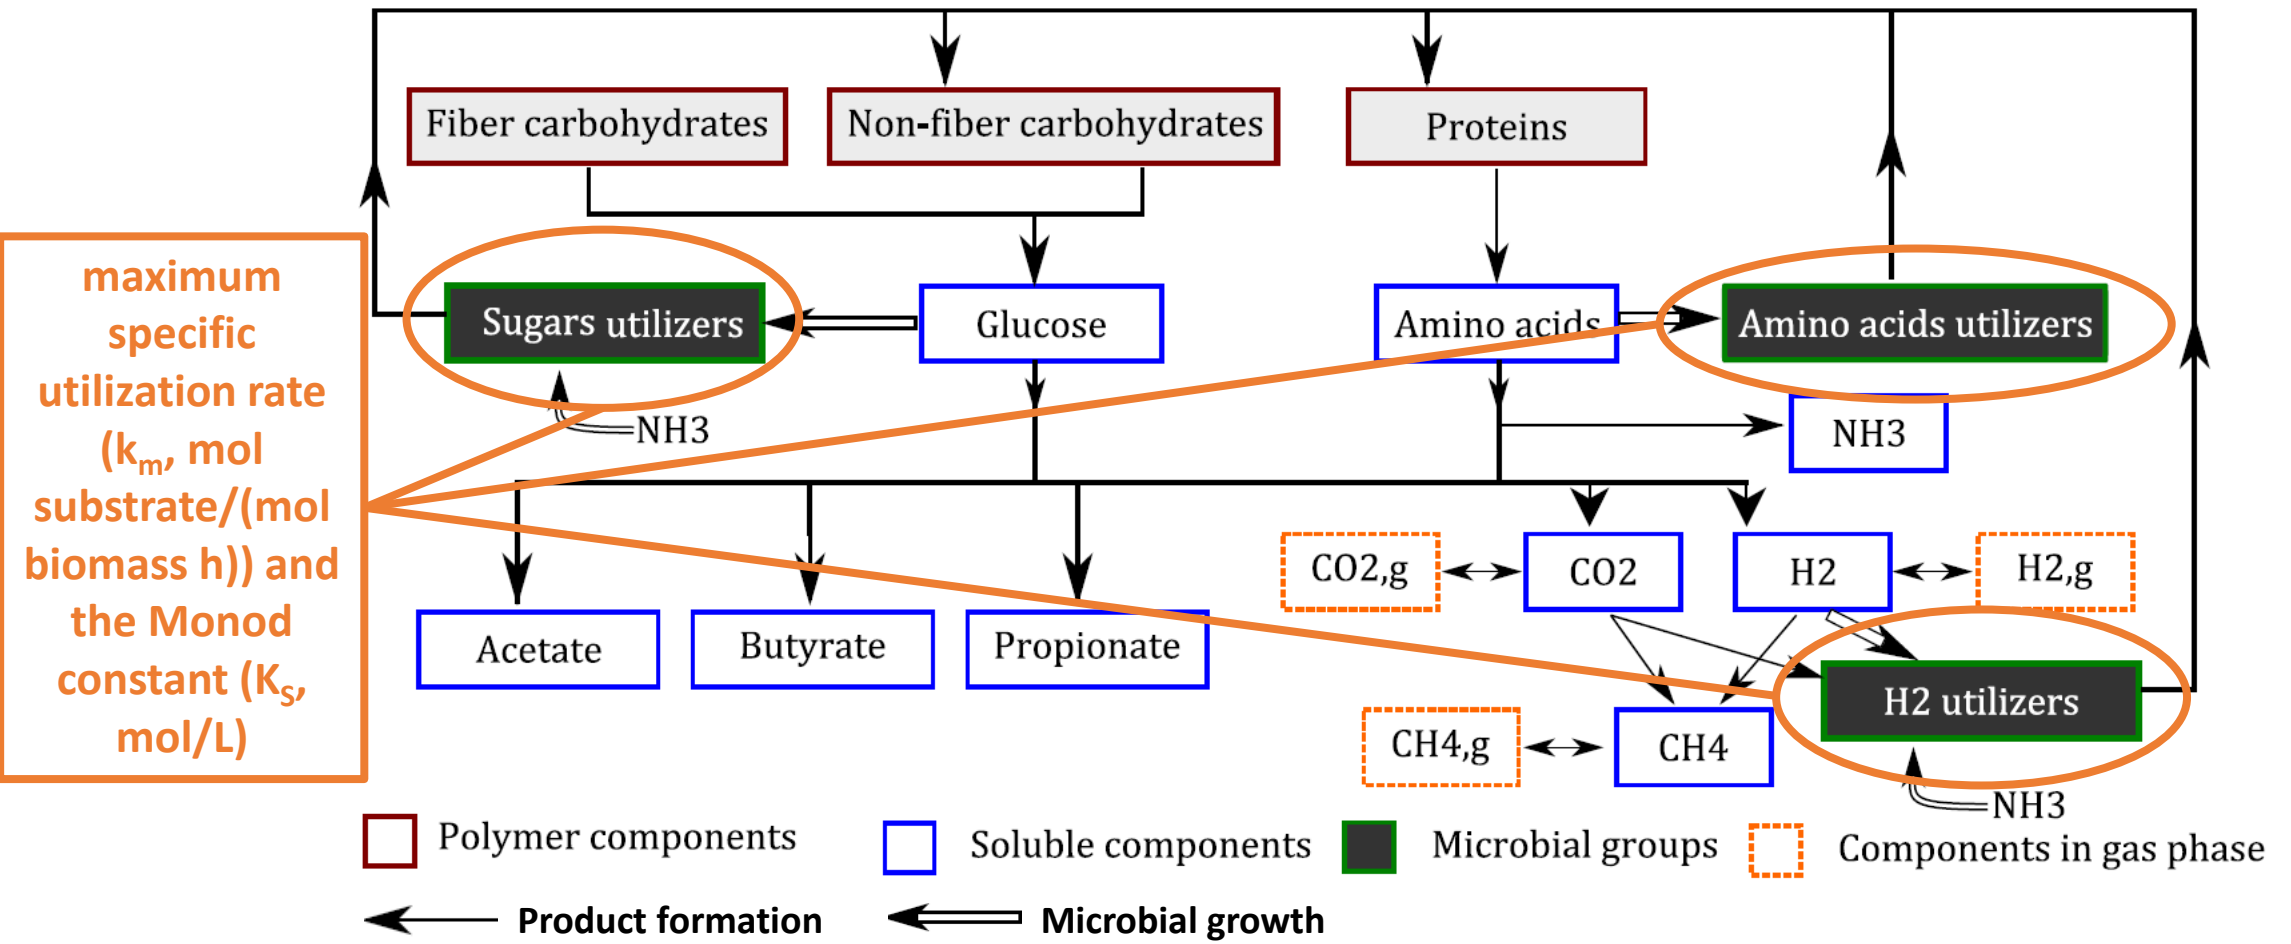 Fiber carbohydrates
Non-fiber carbohydrates
Proteins
maximum
specific
utilization rate
(km, mol
substrate/(mol
biomass h)) and
the Monod
constant (KS,
mol/L)
Sugars utilizers
Glucose
Amino acids
Amino acids utilizers
NH3
NH3
CO2,g
CO2
H2
H2,g
Acetate
Butyrate
Propionate
H2 utilizers
CH4,g
CH4
NH3
Polymer components
Soluble components
Microbial groups
Components in gas phase
Product formation
Microbial growth